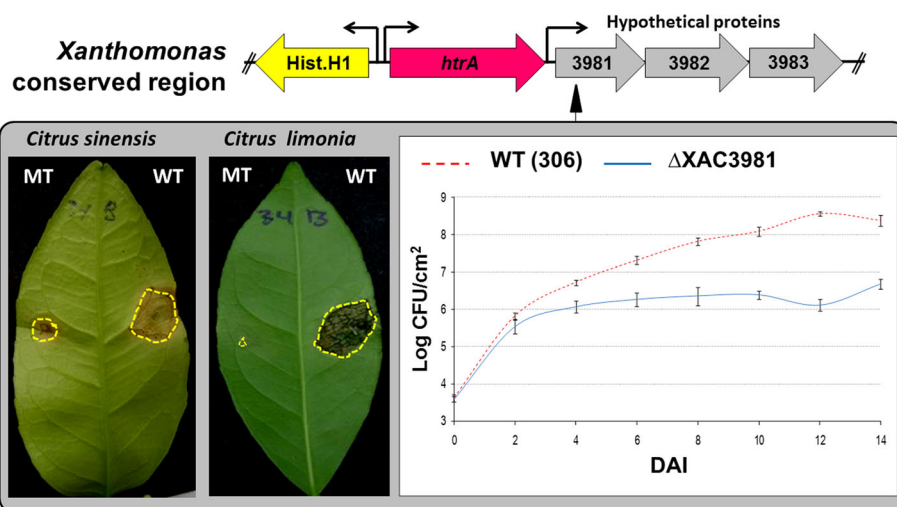 Xanthomonas
conserved region
Hist.H1
htrA
Hypothetical proteins
3981
3982
3983
Citrus sinensis
MT
WT
Citrus limonia
MT
WT
34 13
WT (306)
ΔXAC3981
Log CFU/cm²
9
8
7
6
5
4
3
0 2 4 6 8 10 12 14
DAI